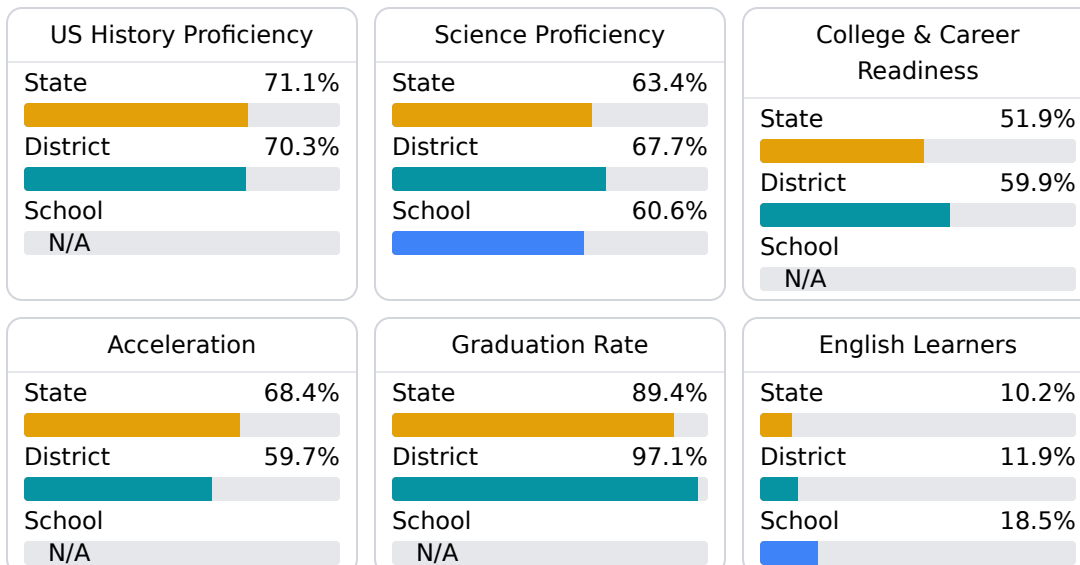 US History Proficiency
State 71.1%
District 70.3%
School
N/A
Science Proficiency
State 63.4%
District 67.7%
School 60.6%
College & Career
Readiness
State 51.9%
District 59.9%
School
N/A
Acceleration
State 68.4%
District 59.7%
School
N/A
Graduation Rate
State 89.4%
District 97.1%
School
N/A
English Learners
State 10.2%
District 11.9%
School 18.5%